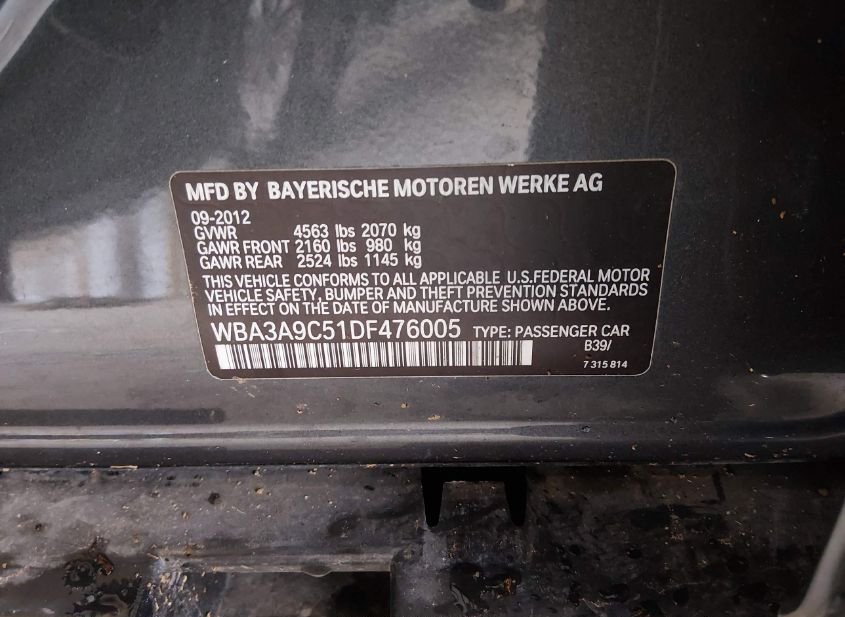 MFD BY BAYERISCHE MOTOREN WERKE AG
09-2012
GVWR 4563 lbs 2070 kg
GAWR FRONT 2160 lbs 980 kg
GAWR REAR 2524 lbs 1145 kg
THIS VEHICLE CONFORMS TO ALL APPLICABLE U.S.FEDERAL MOTOR
VEHICLE SAFETY, BUMPER AND THEFT PREVENTION STANDARDS
IN EFFECT ON THE DATE OF MANUFACTURE SHOWN ABOVE.
WBA3A9C51DF476005 TYPE: PASSENGER CAR
B39/
7 315 814